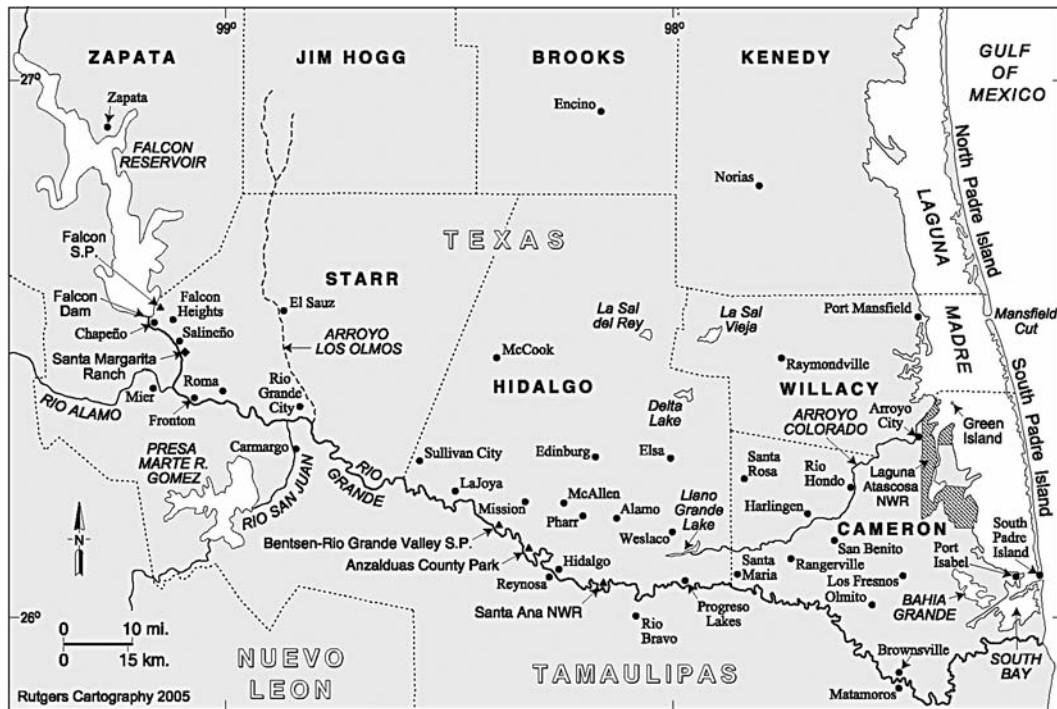 99º
98º
ZAPATA
JIM HOGG
BROOKS
KENEDY
GULF
OF
MEXICO
27º
27º
Zapata
Encino
FALCON
RESERVOIR
North Padre Island
Norias
LAGUNA
MADRE
TEXAS
Falcon
S.P.
STARR
Falcon
Dam
Falcon
Heights
El Sauz
La Sal
del Rey
La Sal
Vieja
Port Mansfield
Mansfield
Cut
Chapeño
Salineño
ARROYO
LOS OLMOS
Santa Margarita
Ranch
McCook
Raymondville
South Padre Island
HIDALGO
WILLACY
Mier
Roma
Rio
Grande
City
RIO ALAMO
Fronton
Delta
Lake
ARROYO
COLORADO
Arroyo
City
Green
Island
Carmargo
PRESA
MARTE R.
GOMEZ
RIO SAN JUAN
RIO
GRANDE
Sullivan City
Edinburg
Elsa
Santa
Rosa
Rio
Hondo
Laguna
Atascosa
NWR
LaJoya
Mission
McAllen
Pharr
Alamo
Weslaco
Llano
Grande
Lake
Harlingen
CAMERON
South
Padre
Island
N
Bentsen-Rio Grande Valley S.P.
Anzalduas County Park
San Benito
Port
Isabel
Hidalgo
Reynosa
Santa
Maria
Rangerville
Los Fresnos
Olmito
BAHIA
GRANDE
Santa Ana NWR
Progreso
Lakes
26º
Rio
Bravo
0 10 mi.
0 15 km.
NUEVO
LEON
TAMAULIPAS
SOUTH
BAY
Brownsville
Matamoros
Rutgers Cartography 2005